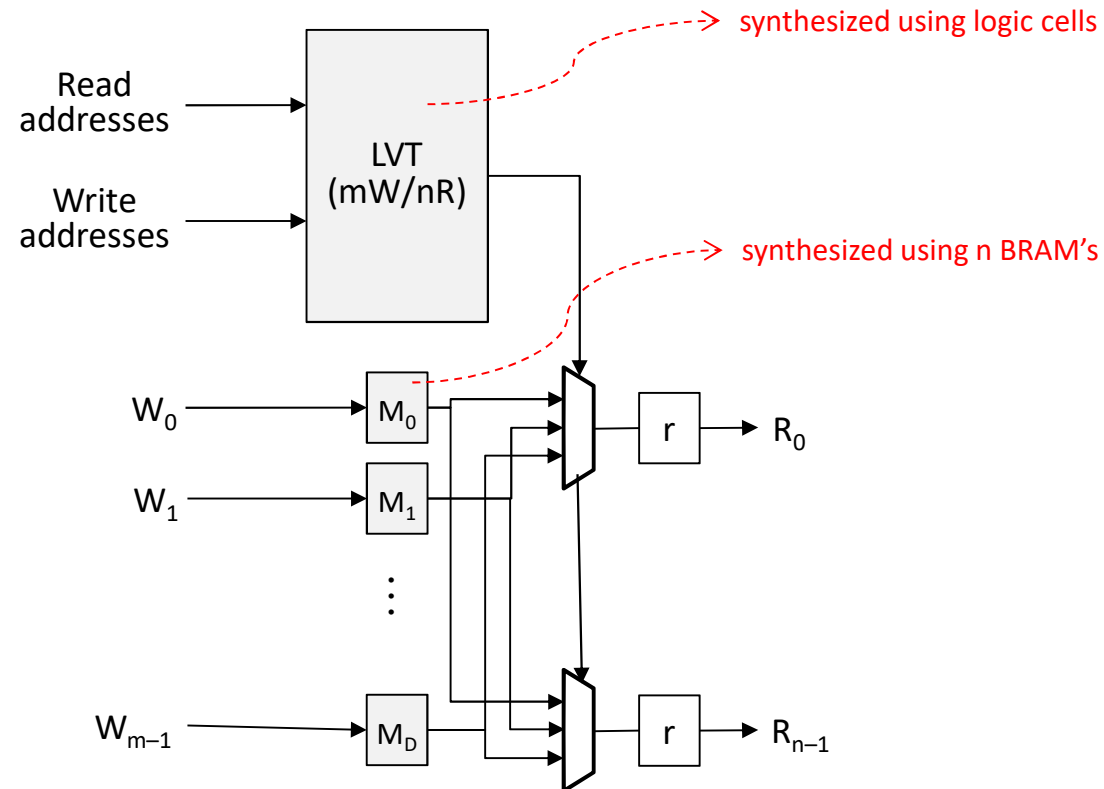 synthesized using logic cells
Read
addresses
LVT
(mW/nR)
Write
addresses
synthesized using n BRAM's
W₀
M₀
r
R₀
W₁
M₁
⋮
Wₘ₋₁
M_D
r
Rₙ₋₁